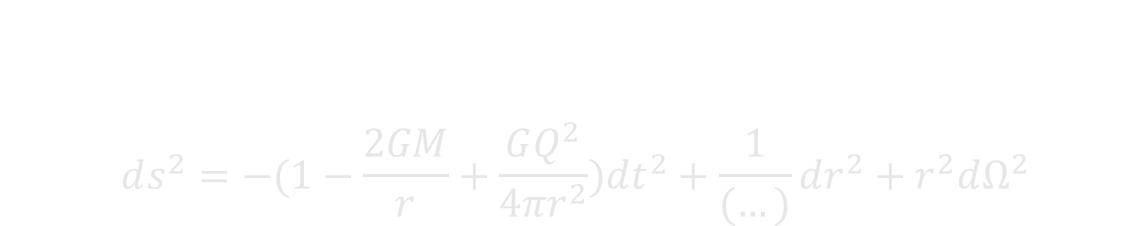 ds² = −(1 − 2GM/r + GQ²/4πr²)dt² + 1/(...) dr² + r²dΩ²